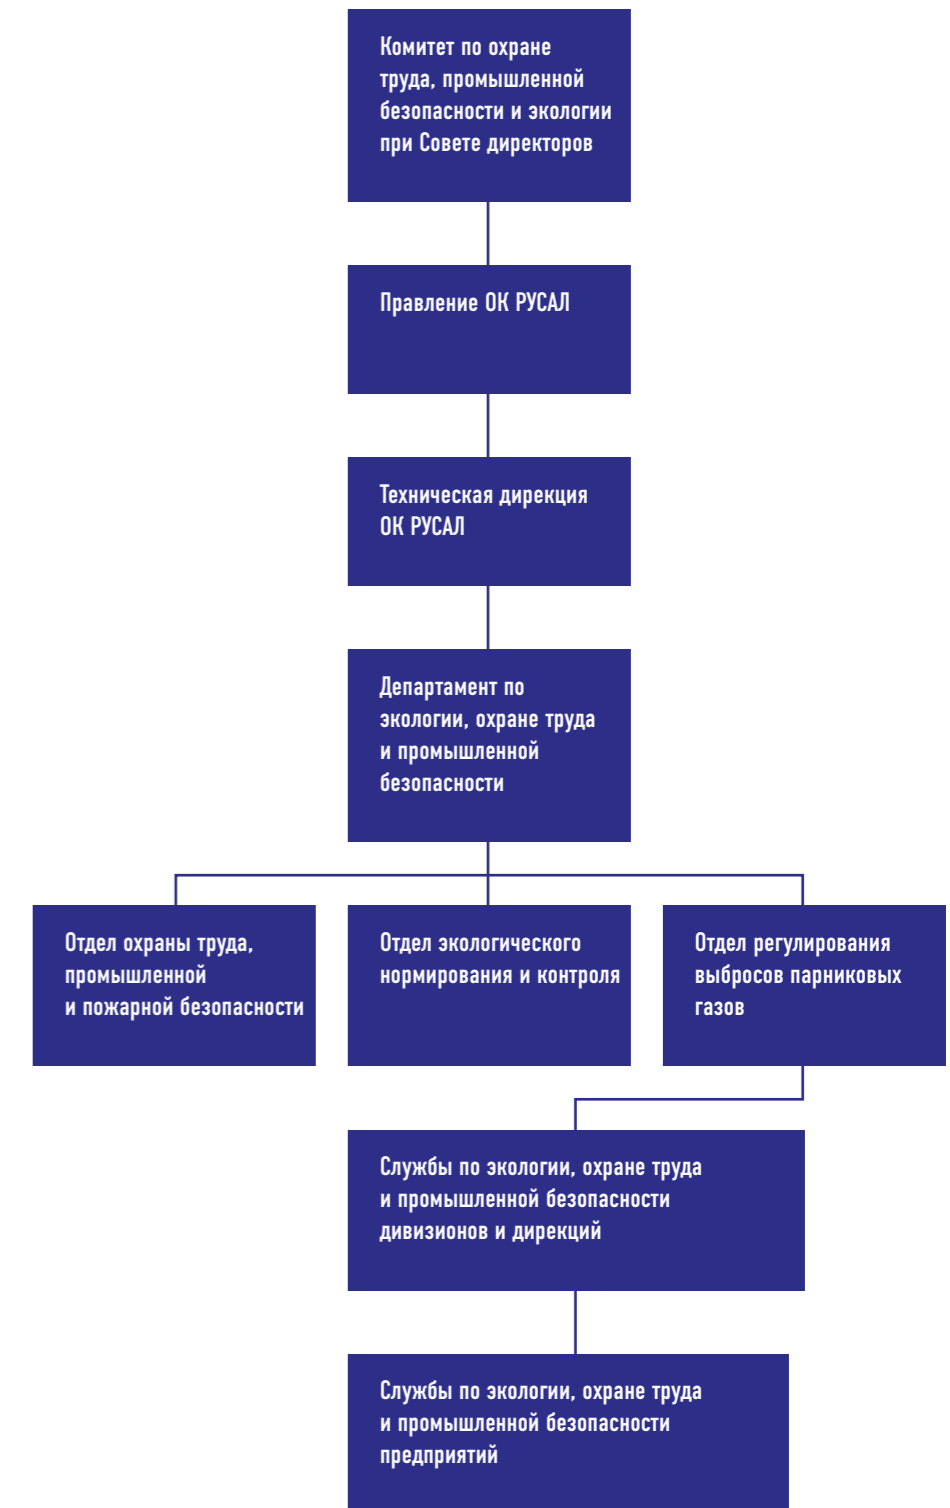 Комитет по охране
труда, промышленной
безопасности и экологии
при Совете директоров
Правление ОК РУСАЛ
Техническая дирекция
ОК РУСАЛ
Департамент по
экологии, охране труда
и промышленной
безопасности
Отдел охраны труда,
промышленной
и пожарной безопасности
Отдел экологического
нормирования и контроля
Отдел регулирования
выбросов парниковых
газов
Службы по экологии, охране труда
и промышленной безопасности
дивизионов и дирекций
Службы по экологии, охране труда
и промышленной безопасности
предприятий